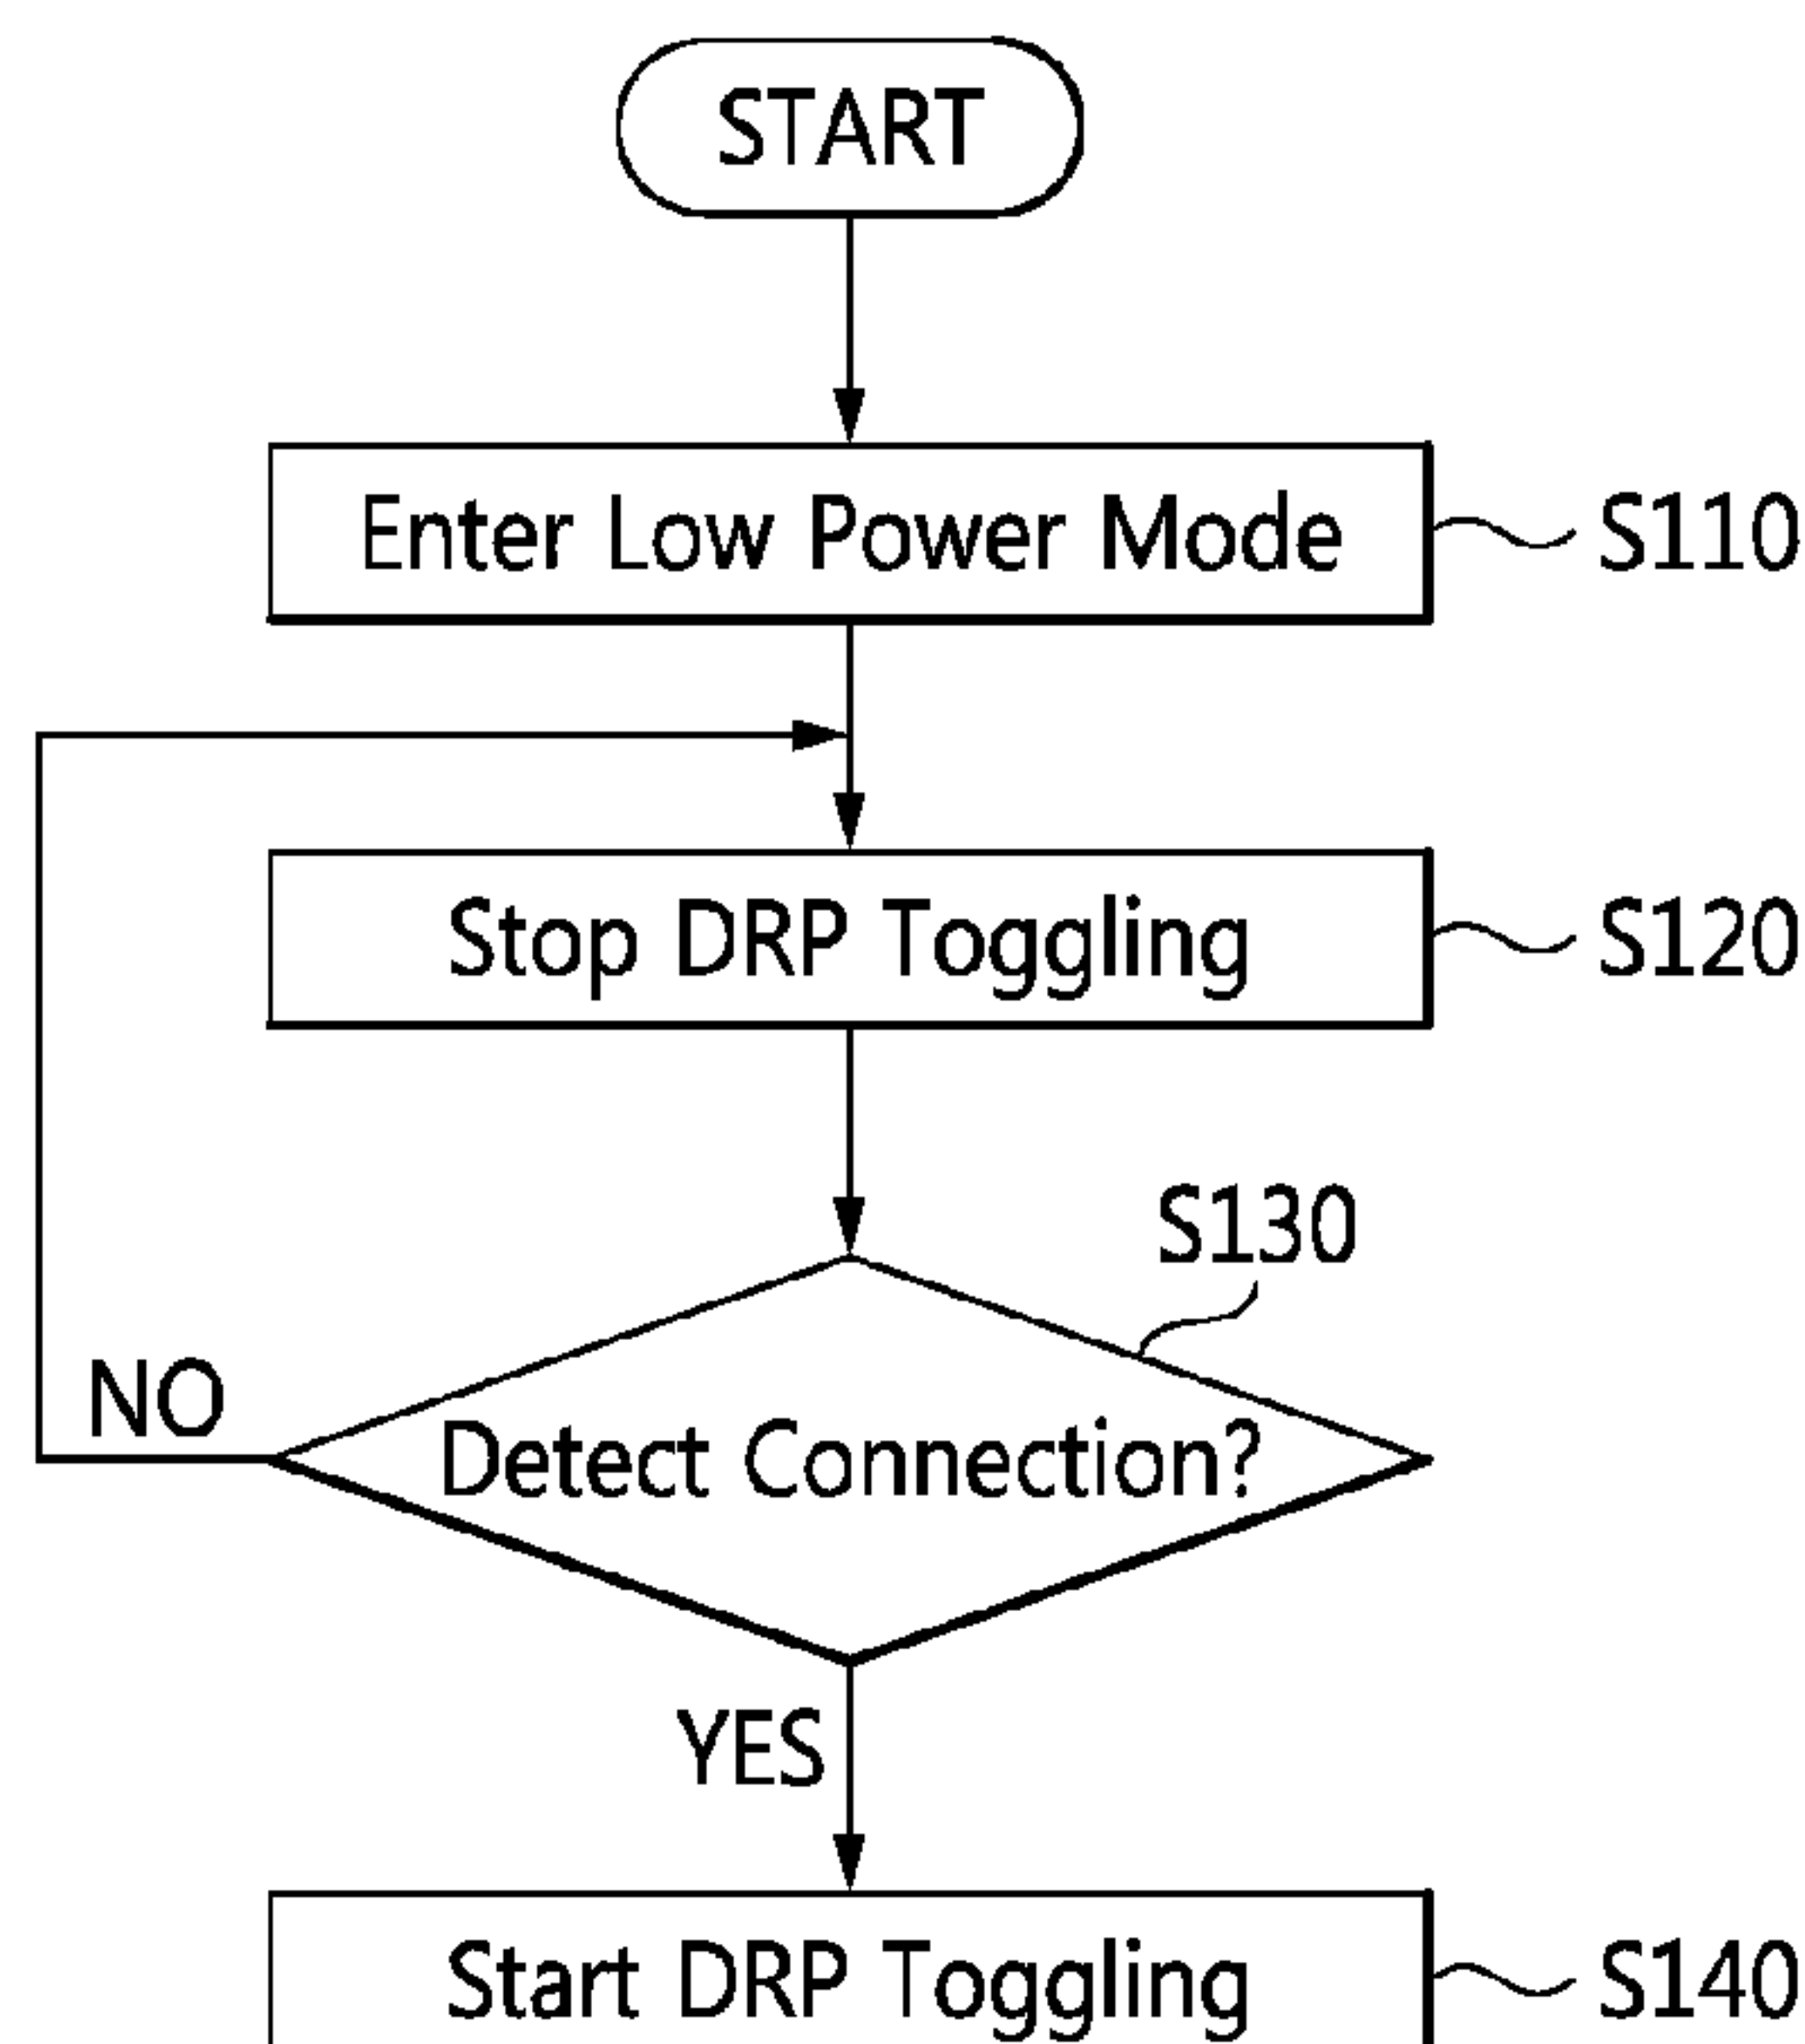 START
Enter Low Power Mode
S110
Stop DRP Toggling
S120
S130
Detect Connection?
NO
YES
Start DRP Toggling
S140